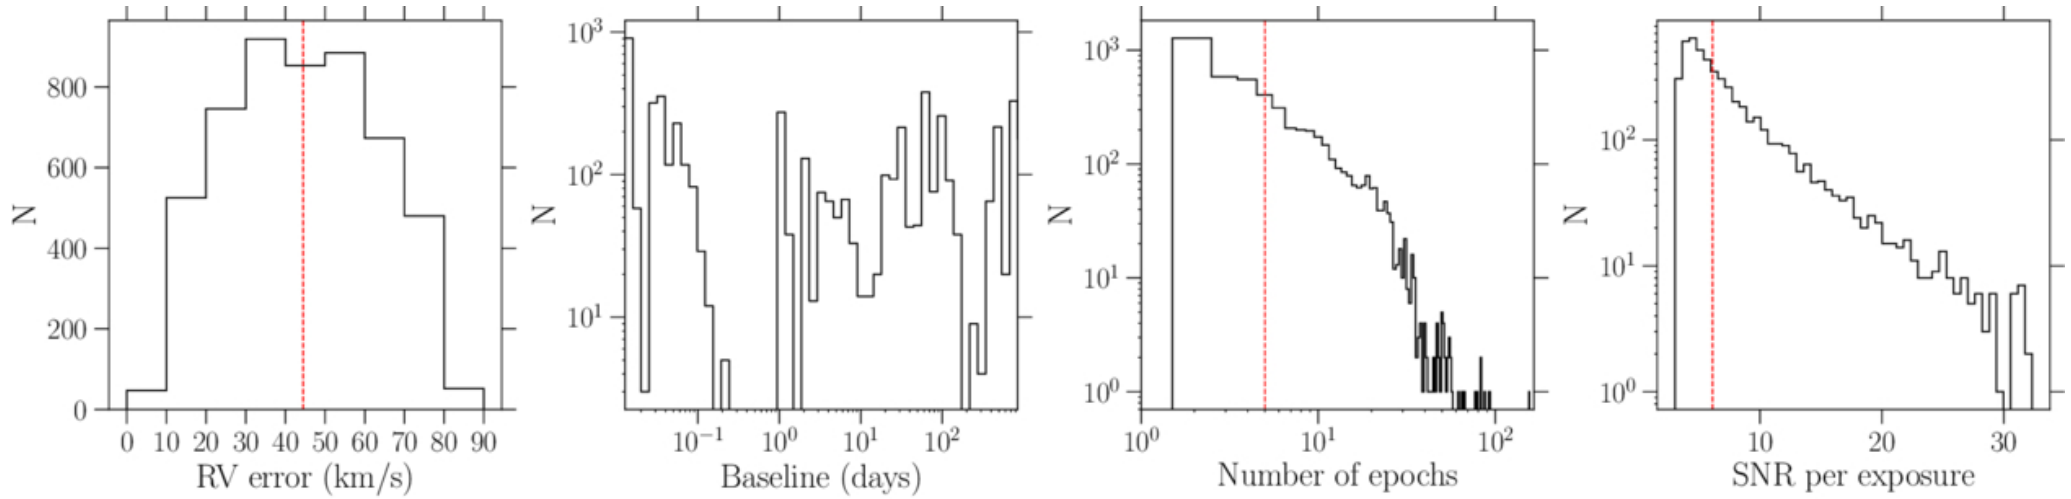 N
800
600
400
200
0
0 10 20 30 40 50 60 70 80 90
RV error (km/s)
N
10³
10²
10¹
10⁻¹ 10⁰ 10¹ 10²
Baseline (days)
N
10³
10²
10¹
10⁰
10⁰ 10¹ 10²
Number of epochs
N
10²
10¹
10⁰
10 20 30
SNR per exposure